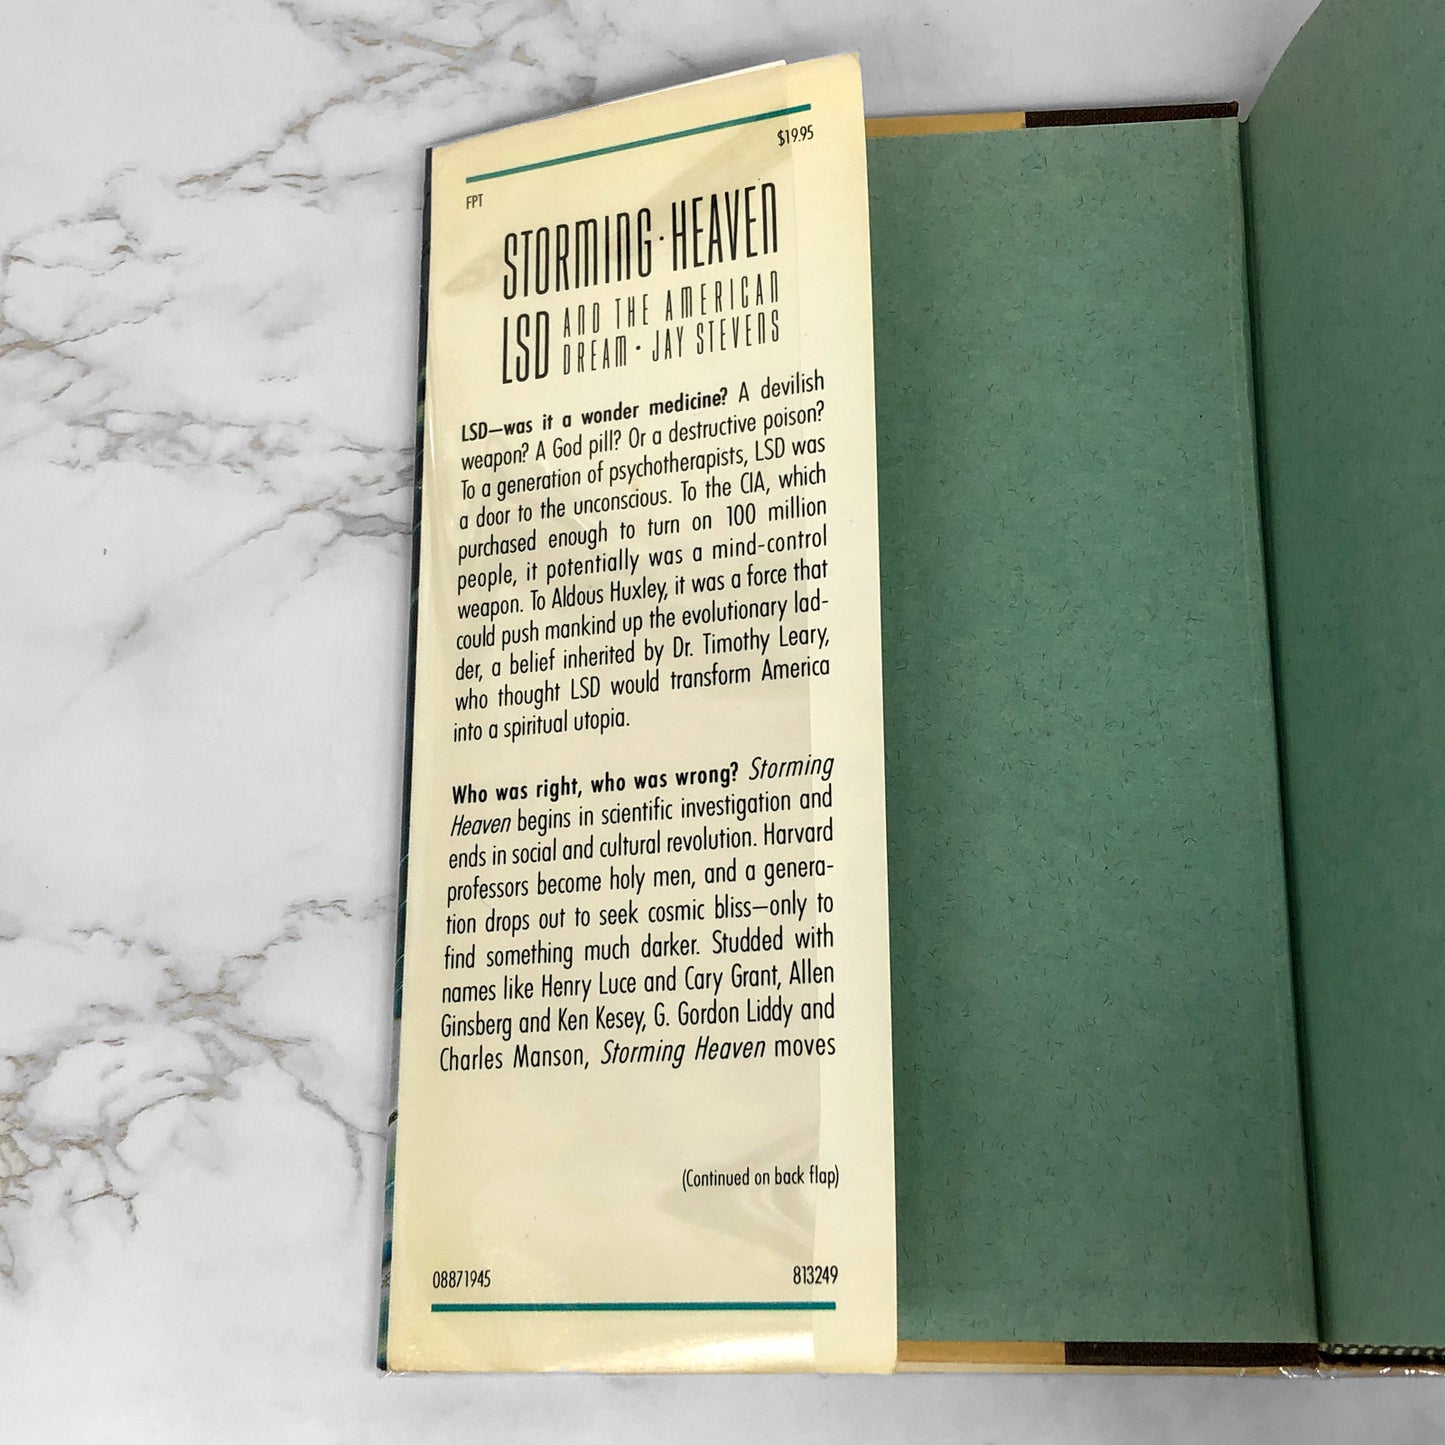 $19.95
FPT
STORMING·HEAVEN
LSD AND THE AMERICAN
DREAM · JAY STEVENS
LSD—was it a wonder medicine? A devilish
weapon? A God pill? Or a destructive poison?
To a generation of psychotherapists, LSD was
a door to the unconscious. To the CIA, which
purchased enough to turn on 100 million
people, it potentially was a mind-control
weapon. To Aldous Huxley, it was a force that
could push mankind up the evolutionary lad-
der, a belief inherited by Dr. Timothy Leary,
who thought LSD would transform America
into a spiritual utopia.
Who was right, who was wrong? Storming
Heaven begins in scientific investigation and
ends in social and cultural revolution. Harvard
professors become holy men, and a genera-
tion drops out to seek cosmic bliss—only to
find something much darker. Studded with
names like Henry Luce and Cary Grant, Allen
Ginsberg and Ken Kesey, G. Gordon Liddy and
Charles Manson, Storming Heaven moves
(Continued on back flap)
08871945
813249